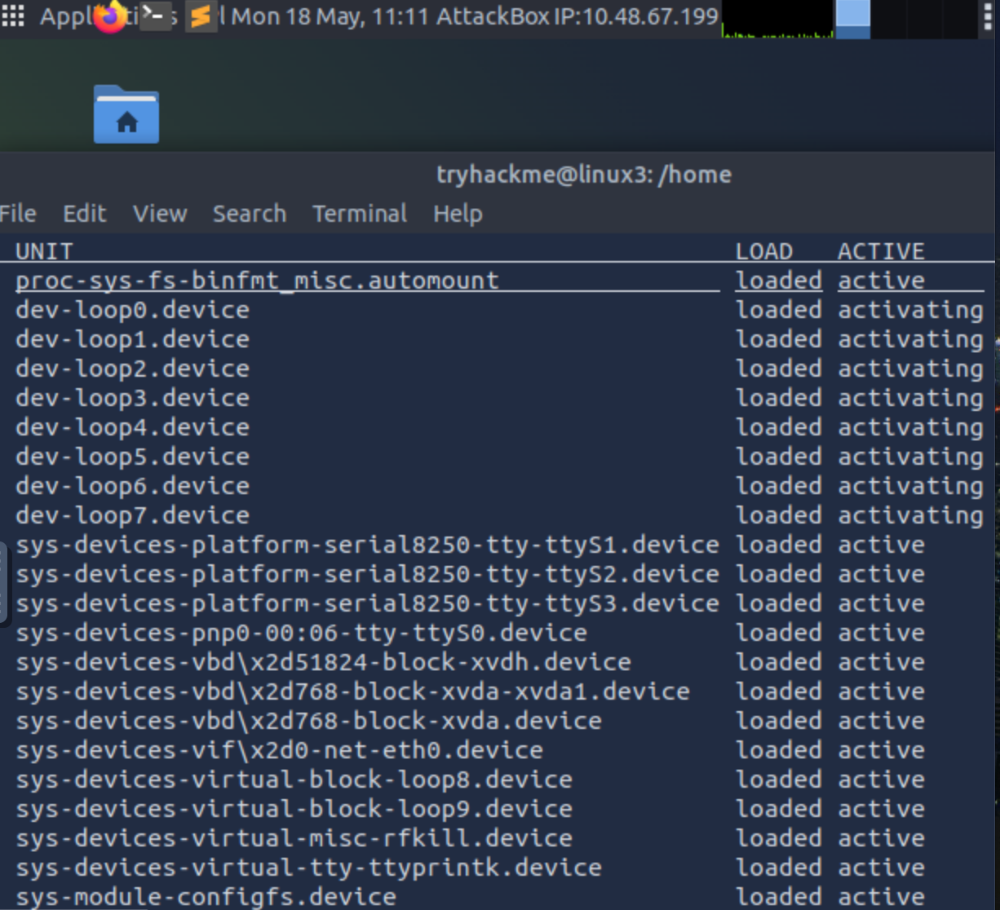 Mon 18 May, 11:11 AttackBox IP:10.48.67.199
tryhackme@linux3: /home
File Edit View Search Terminal Help
UNIT LOAD ACTIVE
proc-sys-fs-binfmt_misc.automount loaded active
dev-loop0.device loaded activating
dev-loop1.device loaded activating
dev-loop2.device loaded activating
dev-loop3.device loaded activating
dev-loop4.device loaded activating
dev-loop5.device loaded activating
dev-loop6.device loaded activating
dev-loop7.device loaded activating
sys-devices-platform-serial8250-tty-ttyS1.device loaded active
sys-devices-platform-serial8250-tty-ttyS2.device loaded active
sys-devices-platform-serial8250-tty-ttyS3.device loaded active
sys-devices-pnp0-00:06-tty-ttyS0.device loaded active
sys-devices-vbd\x2d51824-block-xvdh.device loaded active
sys-devices-vbd\x2d768-block-xvda-xvda1.device loaded active
sys-devices-vbd\x2d768-block-xvda.device loaded active
sys-devices-vif\x2d0-net-eth0.device loaded active
sys-devices-virtual-block-loop8.device loaded active
sys-devices-virtual-block-loop9.device loaded active
sys-devices-virtual-misc-rfkill.device loaded active
sys-devices-virtual-tty-ttyprintk.device loaded active
sys-module-configfs.device loaded active